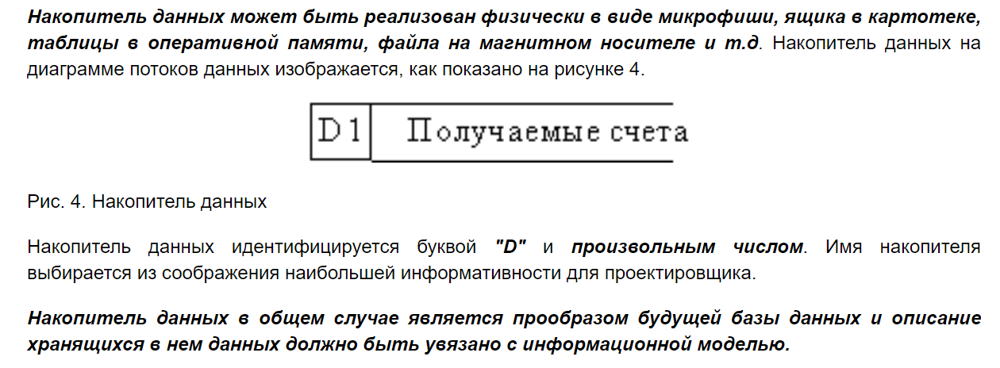 Накопитель данных может быть реализован физически в виде микрофиши, ящика в картотеке,
таблицы в оперативной памяти, файла на магнитном носителе и т.д. Накопитель данных на
диаграмме потоков данных изображается, как показано на рисунке 4.
D 1 Получаемые счета
Рис. 4. Накопитель данных
Накопитель данных идентифицируется буквой "D" и произвольным числом. Имя накопителя
выбирается из соображения наибольшей информативности для проектировщика.
Накопитель данных в общем случае является прообразом будущей базы данных и описание
хранящихся в нем данных должно быть увязано с информационной моделью.